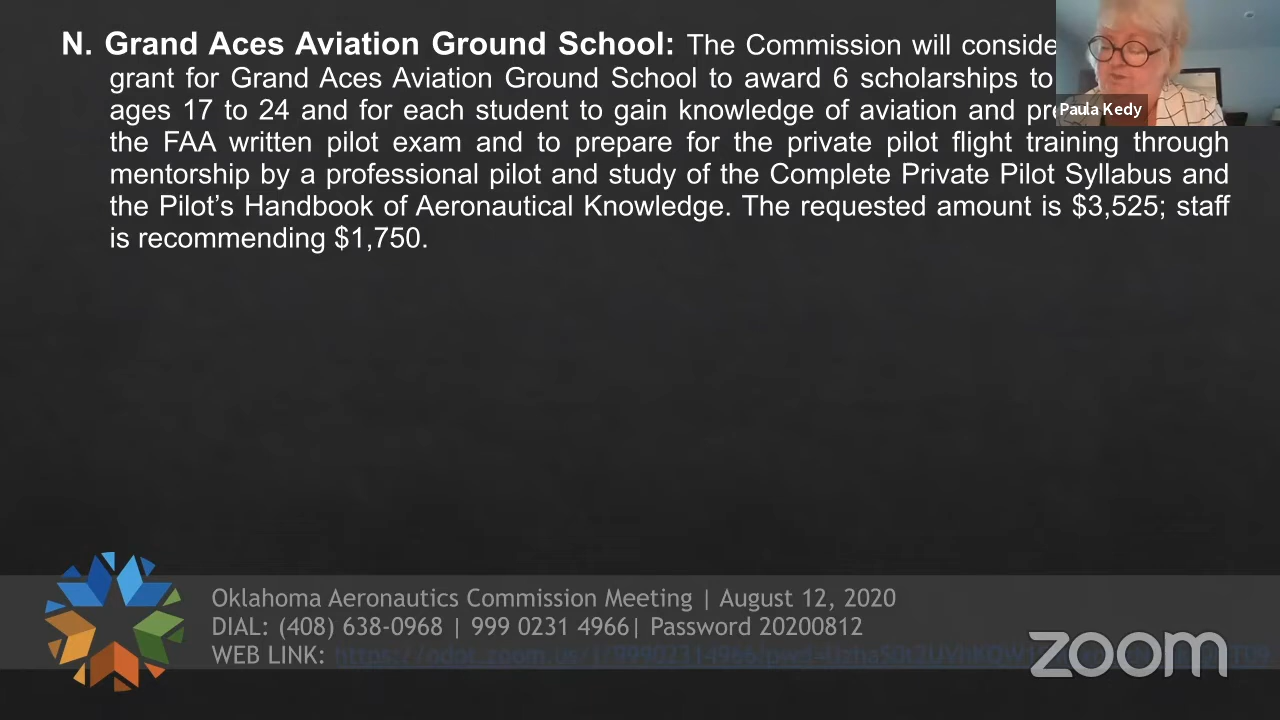 N. Grand Aces Aviation Ground School: The Commission will conside
grant for Grand Aces Aviation Ground School to award 6 scholarships to
ages 17 to 24 and for each student to gain knowledge of aviation and pr
Paula Kedy
the FAA written pilot exam and to prepare for the private pilot flight training through
mentorship by a professional pilot and study of the Complete Private Pilot Syllabus and
the Pilot’s Handbook of Aeronautical Knowledge. The requested amount is $3,525; staff
is recommending $1,750.
Oklahoma Aeronautics Commission Meeting | August 12, 2020
DIAL: (408) 638-0968 | 999 0231 4966| Password 20200812
WEB LINK:
zoom